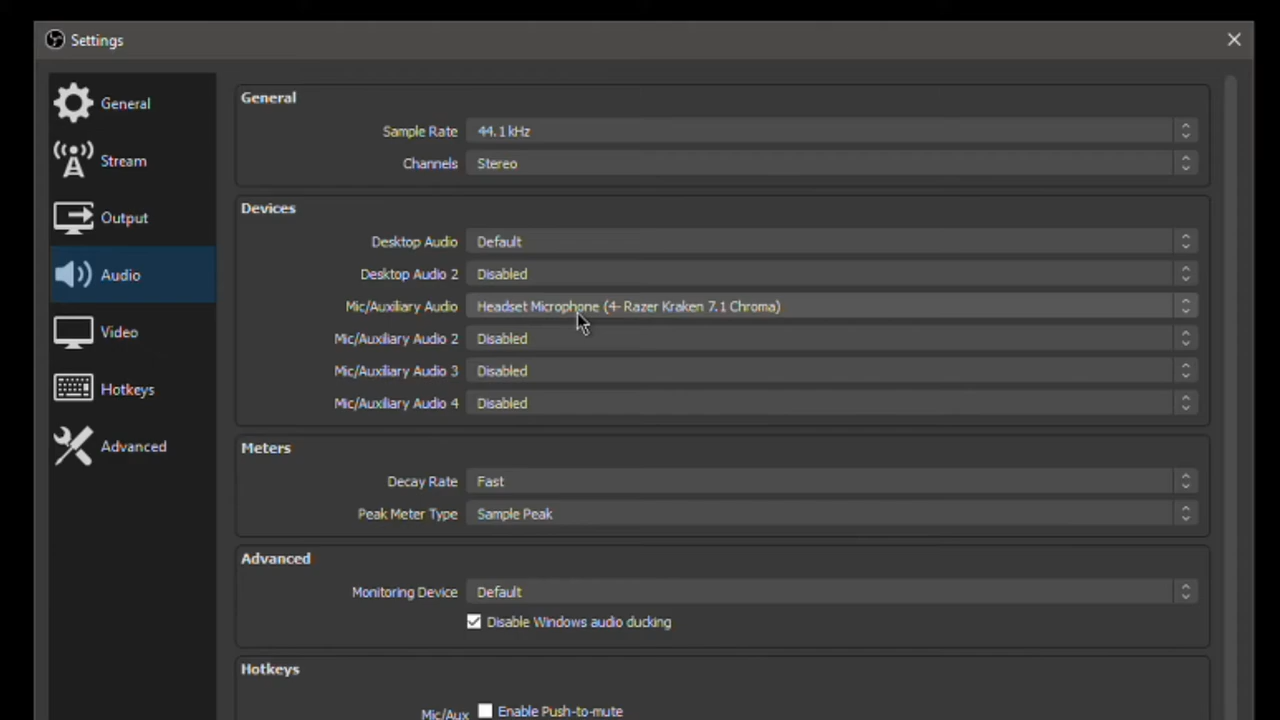 Settings
General
Stream
Output
Audio
Video
Hotkeys
Advanced
General
Sample Rate 44.1 kHz
Channels Stereo
Devices
Desktop Audio Default
Desktop Audio 2 Disabled
Mic/Auxiliary Audio Headset Microphone (4- Razer Kraken 7.1 Chroma)
Mic/Auxiliary Audio 2 Disabled
Mic/Auxiliary Audio 3 Disabled
Mic/Auxiliary Audio 4 Disabled
Meters
Decay Rate Fast
Peak Meter Type Sample Peak
Advanced
Monitoring Device Default
Disable Windows audio ducking
Hotkeys
Mic/Aux Enable Push-to-mute